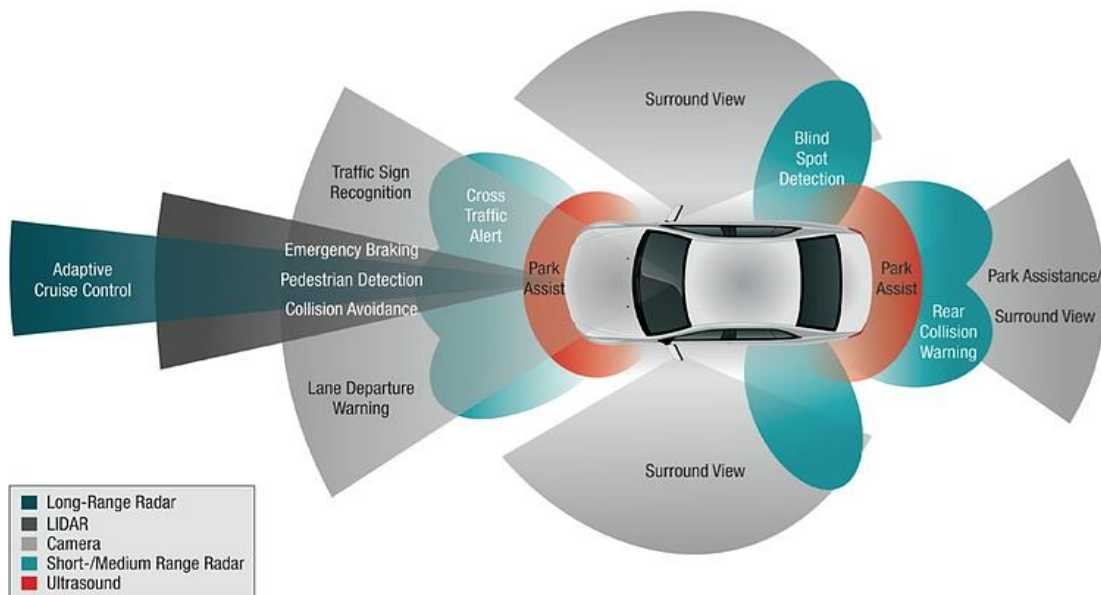 Surround View
Blind
Spot
Detection
Traffic Sign
Recognition
Cross
Traffic
Alert
Emergency Braking
Adaptive
Cruise Control
Pedestrian Detection
Collision Avoidance
Park
Assist
Park
Assist
Park Assistance/
Surround View
Rear
Collision
Warning
Lane Departure
Warning
Surround View
Long-Range Radar
LIDAR
Camera
Short-/Medium Range Radar
Ultrasound